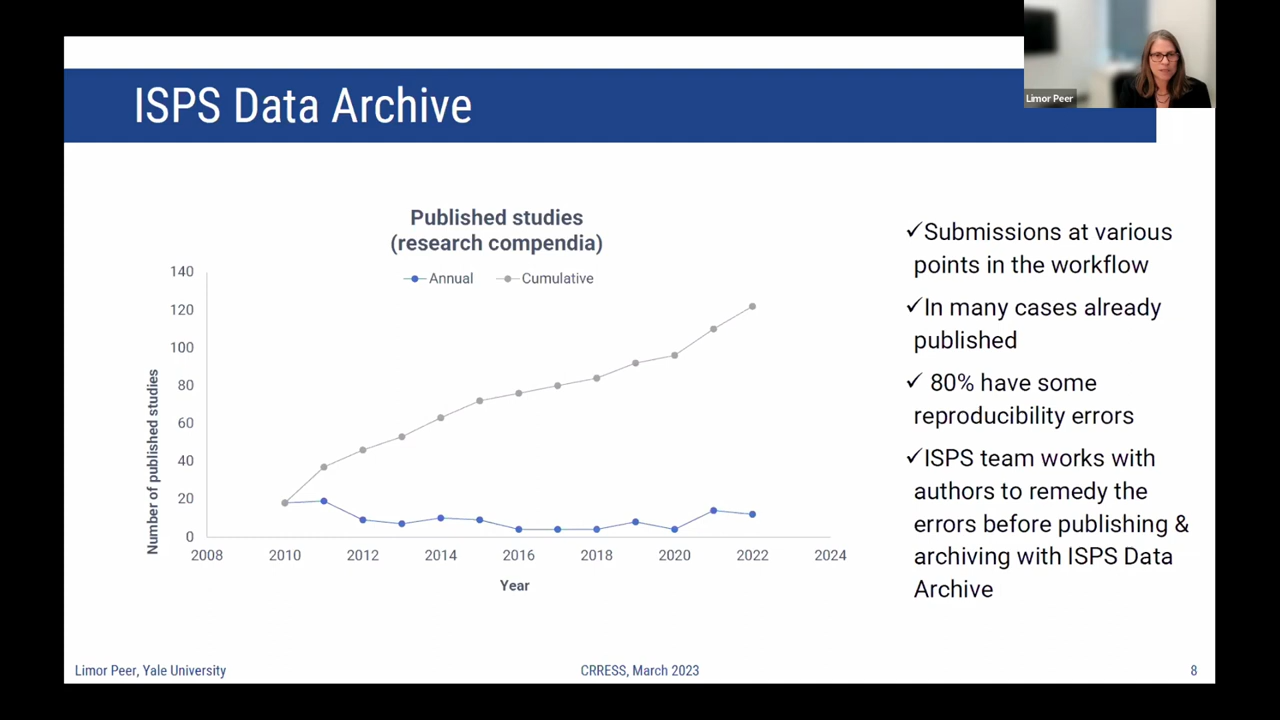 Limor Peer
ISPS Data Archive
Published studies
(research compendia)
Annual
Cumulative
140
120
100
80
60
40
20
0
Number of published studies
2008
2010
2012
2014
2016
2018
2020
2022
2024
Year
✓Submissions at various
points in the workflow
✓In many cases already
published
✓ 80% have some
reproducibility errors
✓ISPS team works with
authors to remedy the
errors before publishing &
archiving with ISPS Data
Archive
Limor Peer, Yale University
CRRESS, March 2023
8